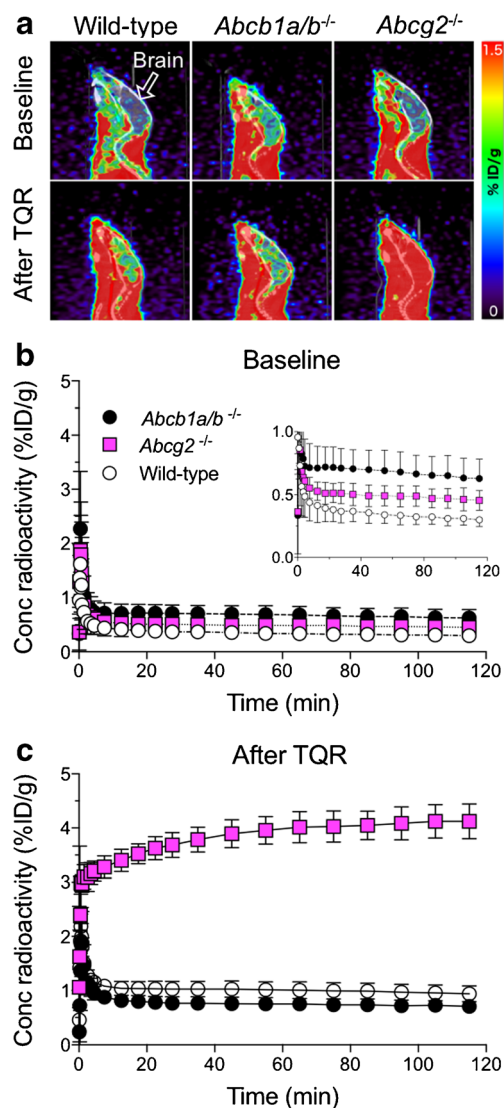 a
Wild-type Abcb1a/b-/- Abcg2-/-
Baseline
Brain
After TQR
1.5
% ID/g
0
b
Baseline
Conc radioactivity (%ID/g)
5
4
3
2
1
0
Abcb1a/b -/-
Abcg2 -/-
Wild-type
1.0
0.5
0.0
0 40 80 120
0 20 40 60 80 100 120
Time (min)
c
After TQR
Conc radioactivity (%ID/g)
5
4
3
2
1
0
0 20 40 60 80 100 120
Time (min)